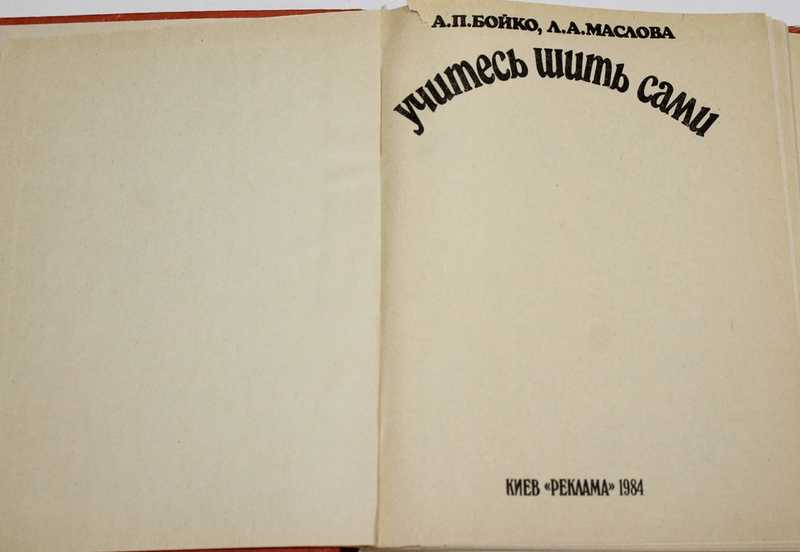 А.П.БОЙКО, Л.А.МАСЛОВА
учитесь шить сами
КИЕВ «РЕКЛАМА» 1984